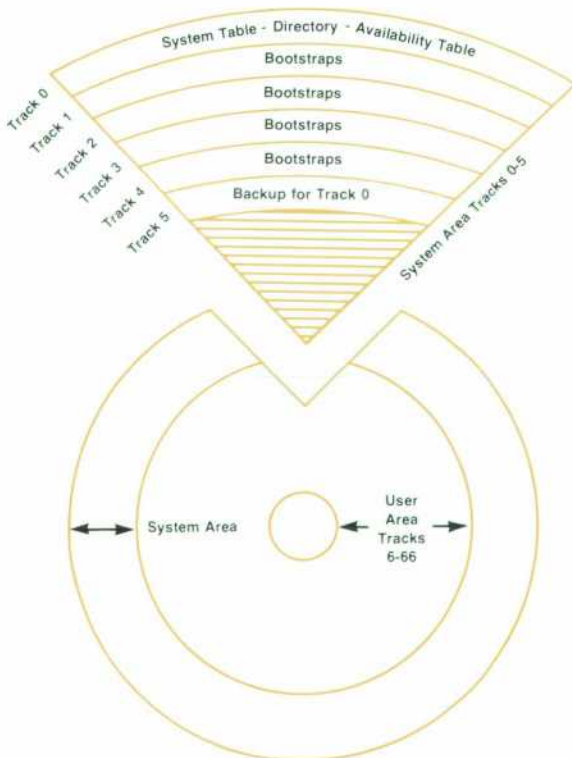 System Table - Directory - Availability Table
Bootstraps
Bootstraps
Bootstraps
Bootstraps
Backup for Track 0
Track 0
Track 1
Track 2
Track 3
Track 4
Track 5
System Area Tracks 0-5
System Area
User
Area
Tracks
6-66